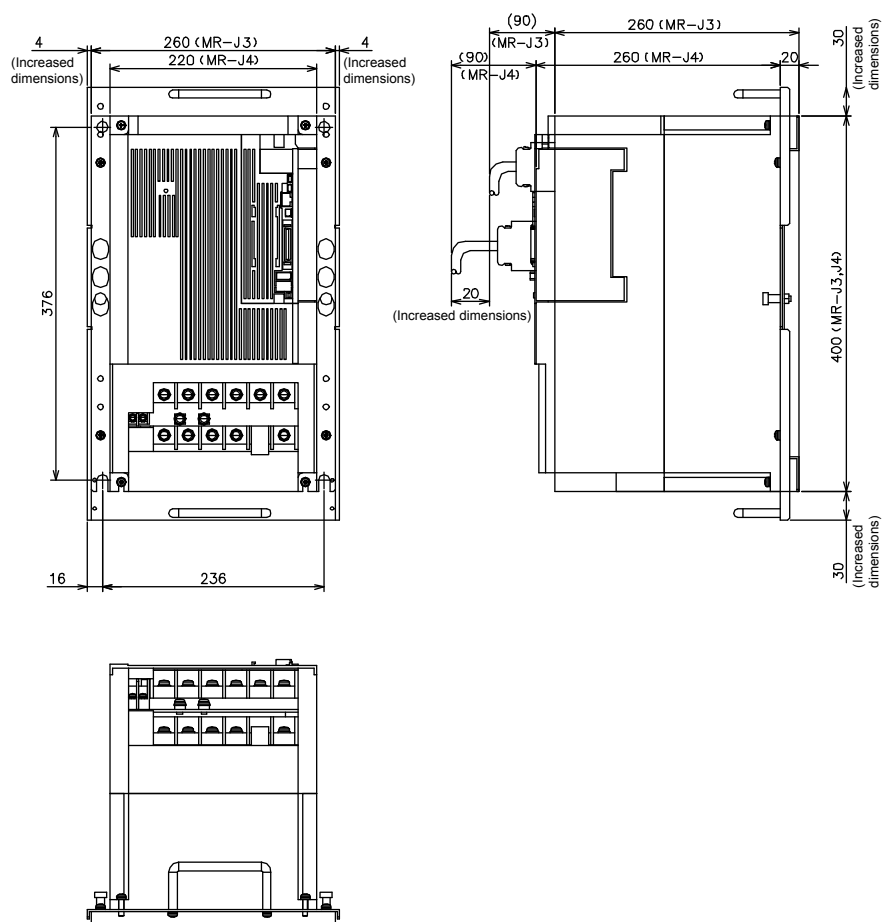 4
(Increased
dimensions)
260 (MR-J3)
220 (MR-J4)
4
(Increased
dimensions)
376
16
236
(90)
(MR-J3)
260 (MR-J3)
(90)
(MR-J4)
260 (MR-J4)
20
30
(Increased
dimensions)
20
(Increased dimensions)
400 (MR-J3,J4)
30
(Increased
dimensions)